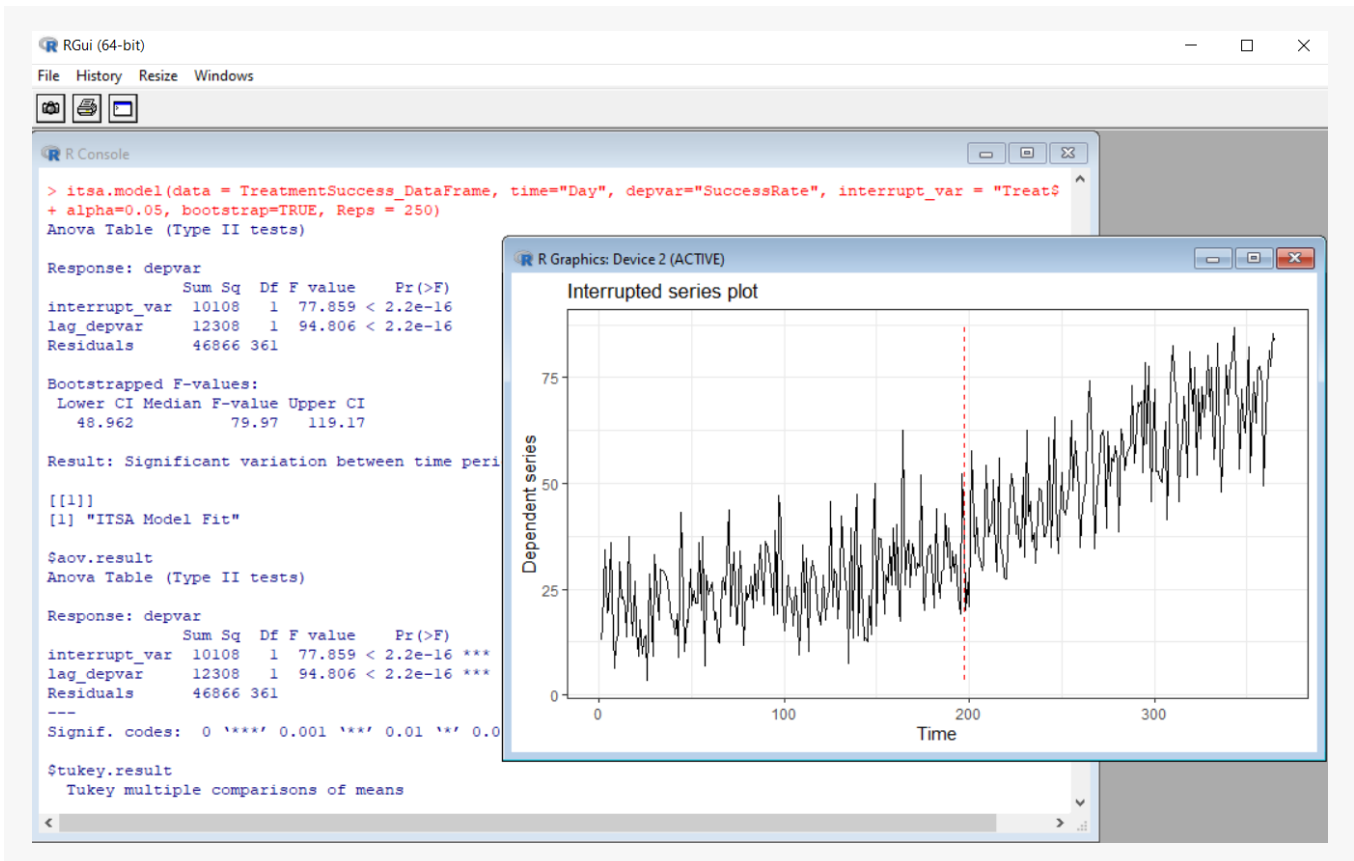 RGui (64-bit)
File History Resize Windows
R Console
> itsa.model(data = TreatmentSuccess_DataFrame, time="Day", depvar="SuccessRate", interrupt_var = "Treat$
+ alpha=0.05, bootstrap=TRUE, Reps = 250)
Anova Table (Type II tests)
Response: depvar
Sum Sq Df F value Pr(>F)
interrupt_var 10108 1 77.859 < 2.2e-16
lag_depvar 12308 1 94.806 < 2.2e-16
Residuals 46866 361
Bootstrapped F-values:
Lower CI Median F-value Upper CI
48.962 79.97 119.17
Result: Significant variation between time peri
[[1]]
[1] "ITSA Model Fit"
$aov.result
Anova Table (Type II tests)
Response: depvar
Sum Sq Df F value Pr(>F)
interrupt_var 10108 1 77.859 < 2.2e-16 ***
lag_depvar 12308 1 94.806 < 2.2e-16 ***
Residuals 46866 361
---
Signif. codes: 0 '***' 0.001 '**' 0.01 '*' 0.0
$tukey.result
Tukey multiple comparisons of means
R Graphics: Device 2 (ACTIVE)
Interrupted series plot
Dependent series
75
50
25
0
0 100 200 300
Time